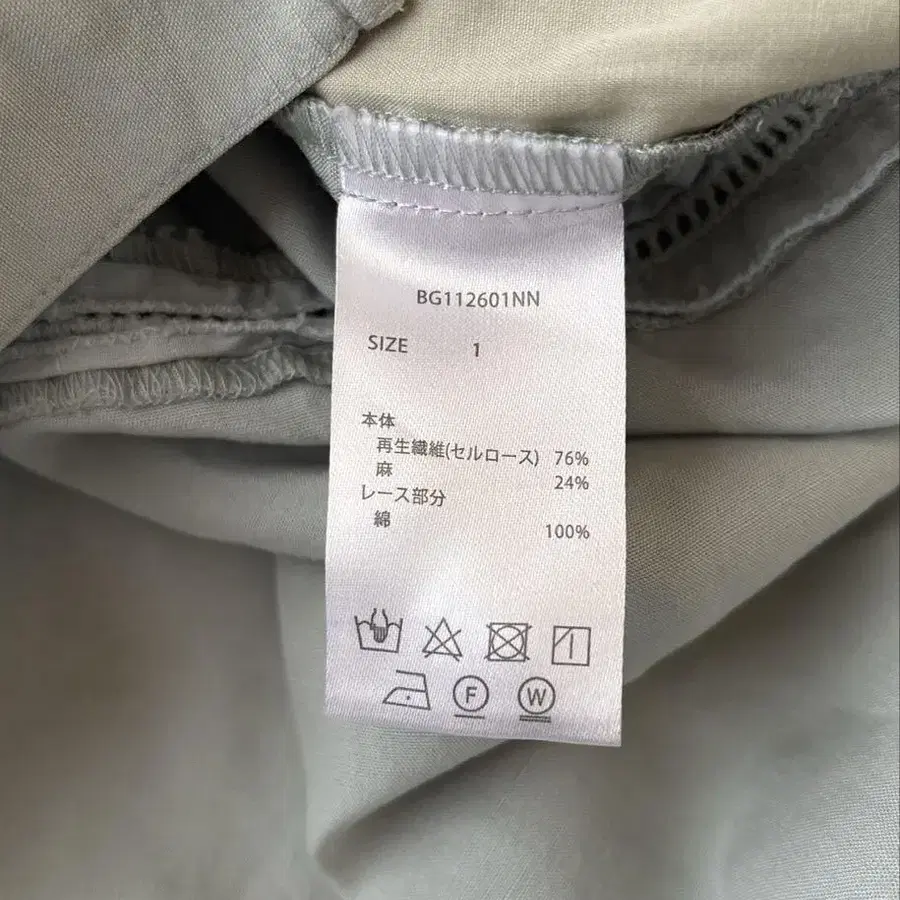 BG112601NN
SIZE 1
本体
再生繊維(セルロース) 76%
麻 24%
レース部分
綿 100%
F W